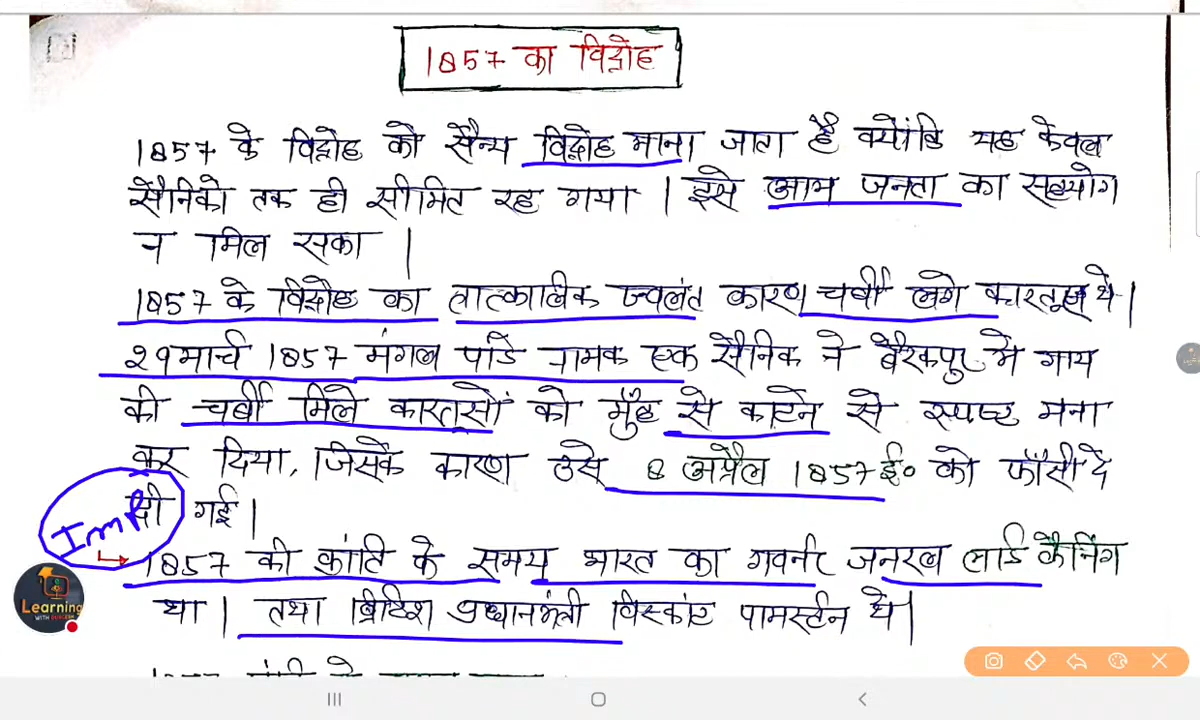 1857 का विद्रोह
1857 के विद्रोह को सैन्य विद्रोह माना जाता है क्योंकि यह केवल
सैनिको तक ही सीमित रह गया | इसे आम जनता का सहयोग
न मिल सका |
1857 के विद्रोह का तात्कालिक ज्वलंत कारण चर्बी लगे कारतूस थे |
29 मार्च 1857 मंगल पांडे नामक एक सैनिक ने बैरकपुर में गाय
की चर्बी मिले कारतूसों को मुँह से काटने से स्पष्ट मना
कर दिया, जिसके कारण उसे 8 अप्रैल 1857 ई० को फाँसी दे
दी गई |
Imp
1857 की क्रांति के समय भारत का गवर्नर जनरल लार्ड कैनिंग
था | तथा ब्रिटिश प्रधानमंत्री विस्कांट पामर्स्टन थे |
Learning